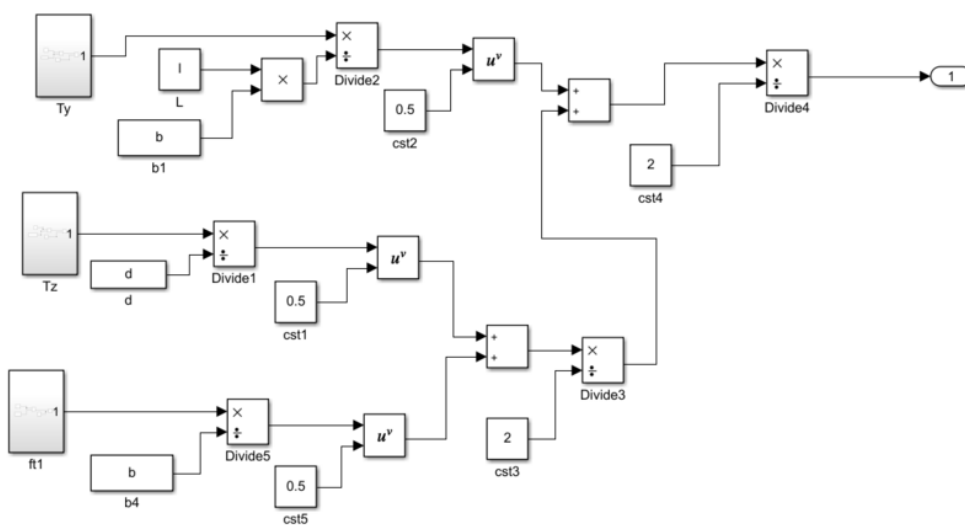 1
Ty
l
L
×
×
÷
Divide2
u^v
0.5
cst2
b
b1
+
+
×
÷
Divide4
1
2
cst4
1
Tz
×
÷
Divide1
d
d
u^v
0.5
cst1
+
+
×
÷
Divide3
2
cst3
1
ft1
×
÷
Divide5
b
b4
u^v
0.5
cst5